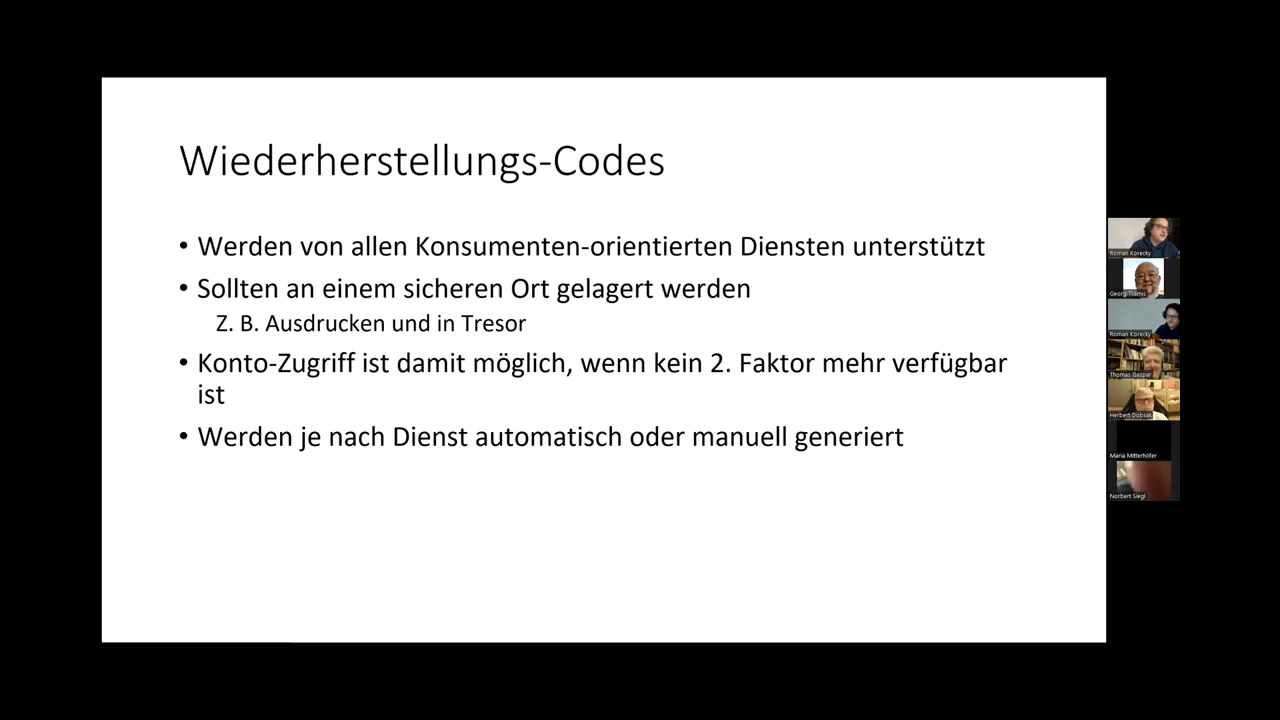 Wiederherstellungs-Codes
• Werden von allen Konsumenten-orientierten Diensten unterstützt
• Sollten an einem sicheren Ort gelagert werden
Z. B. Ausdrucken und in Tresor
• Konto-Zugriff ist damit möglich, wenn kein 2. Faktor mehr verfügbar
ist
• Werden je nach Dienst automatisch oder manuell generiert
Roman Korecky
Georg Tsamis
Roman Korecky
Thomas Gaspar
Herbert Dobsak
Maria Mitterhöfer
Norbert Siegl